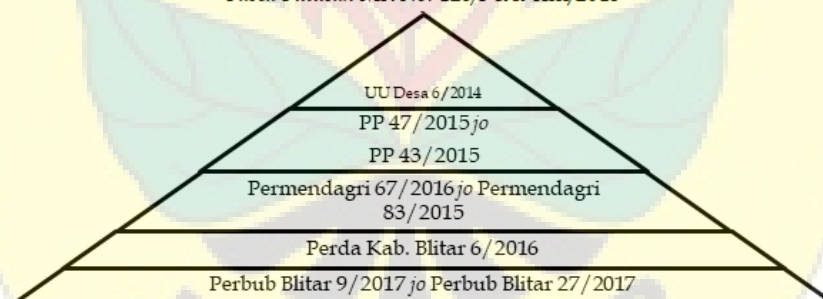 UU Desa 6/2014
PP 47/2015 jo
PP 43/2015
Permendagri 67/2016 jo Permendagri
83/2015
Perda Kab. Blitar 6/2016
Perbub Blitar 9/2017 jo Perbub Blitar 27/2017